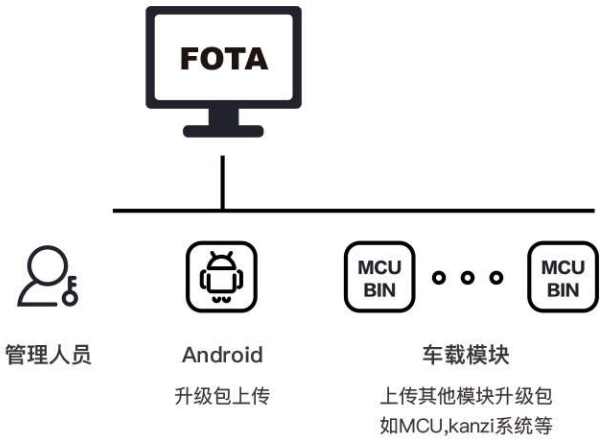 FOTA
MCU
BIN
MCU
BIN
管理人员
Android
车载模块
升级包上传
上传其他模块升级包
如MCU,kanzi系统等